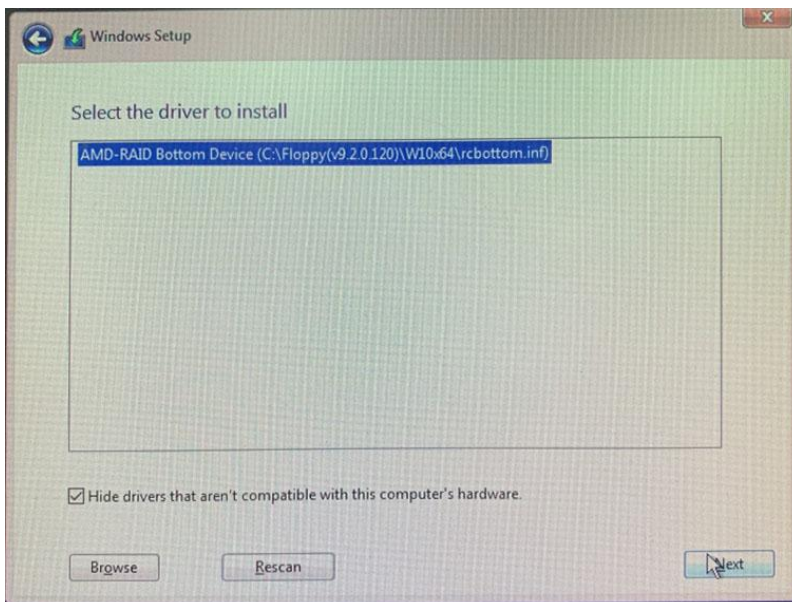 Windows Setup
Select the driver to install
AMD-RAID Bottom Device (C:\Floppy(v9.2.0.120)\W10x64\rcbottom.inf)
Hide drivers that aren't compatible with this computer's hardware.
Browse
Rescan
Next